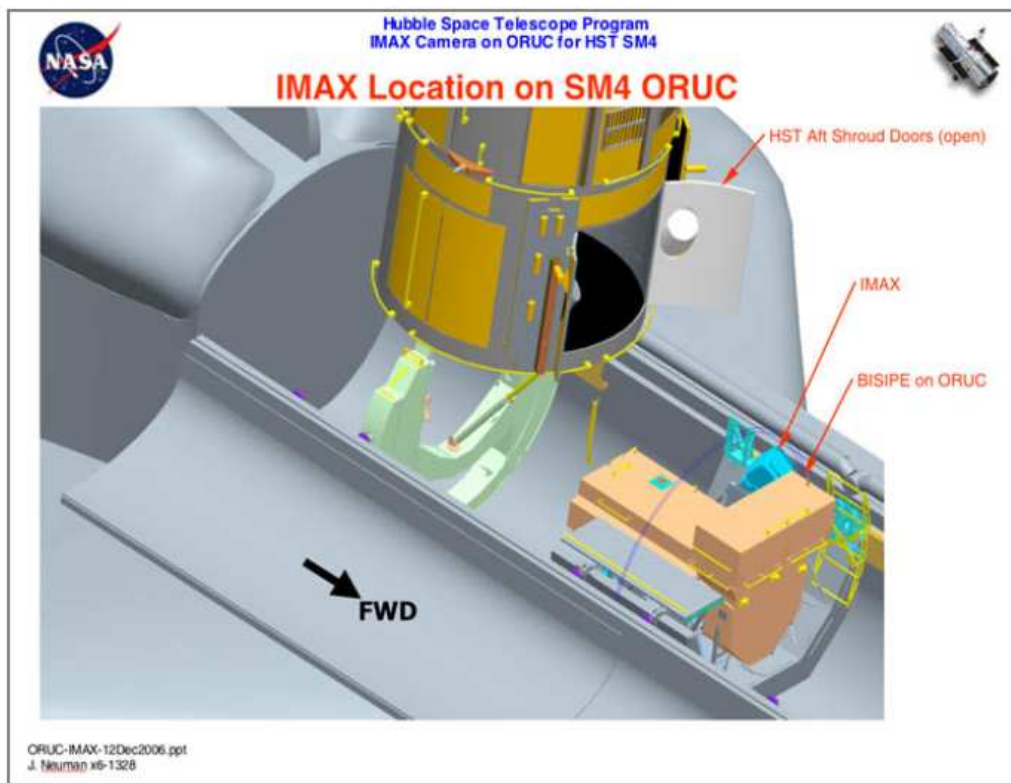 Hubble Space Telescope Program
IMAX Camera on ORUC for HST SM4
NASA
IMAX Location on SM4 ORUC
HST Aft Shroud Doors (open)
IMAX
BISIPE on ORUC
FWD
ORUC-IMAX-12Dec2006.ppt
J. Neuman x6-1328